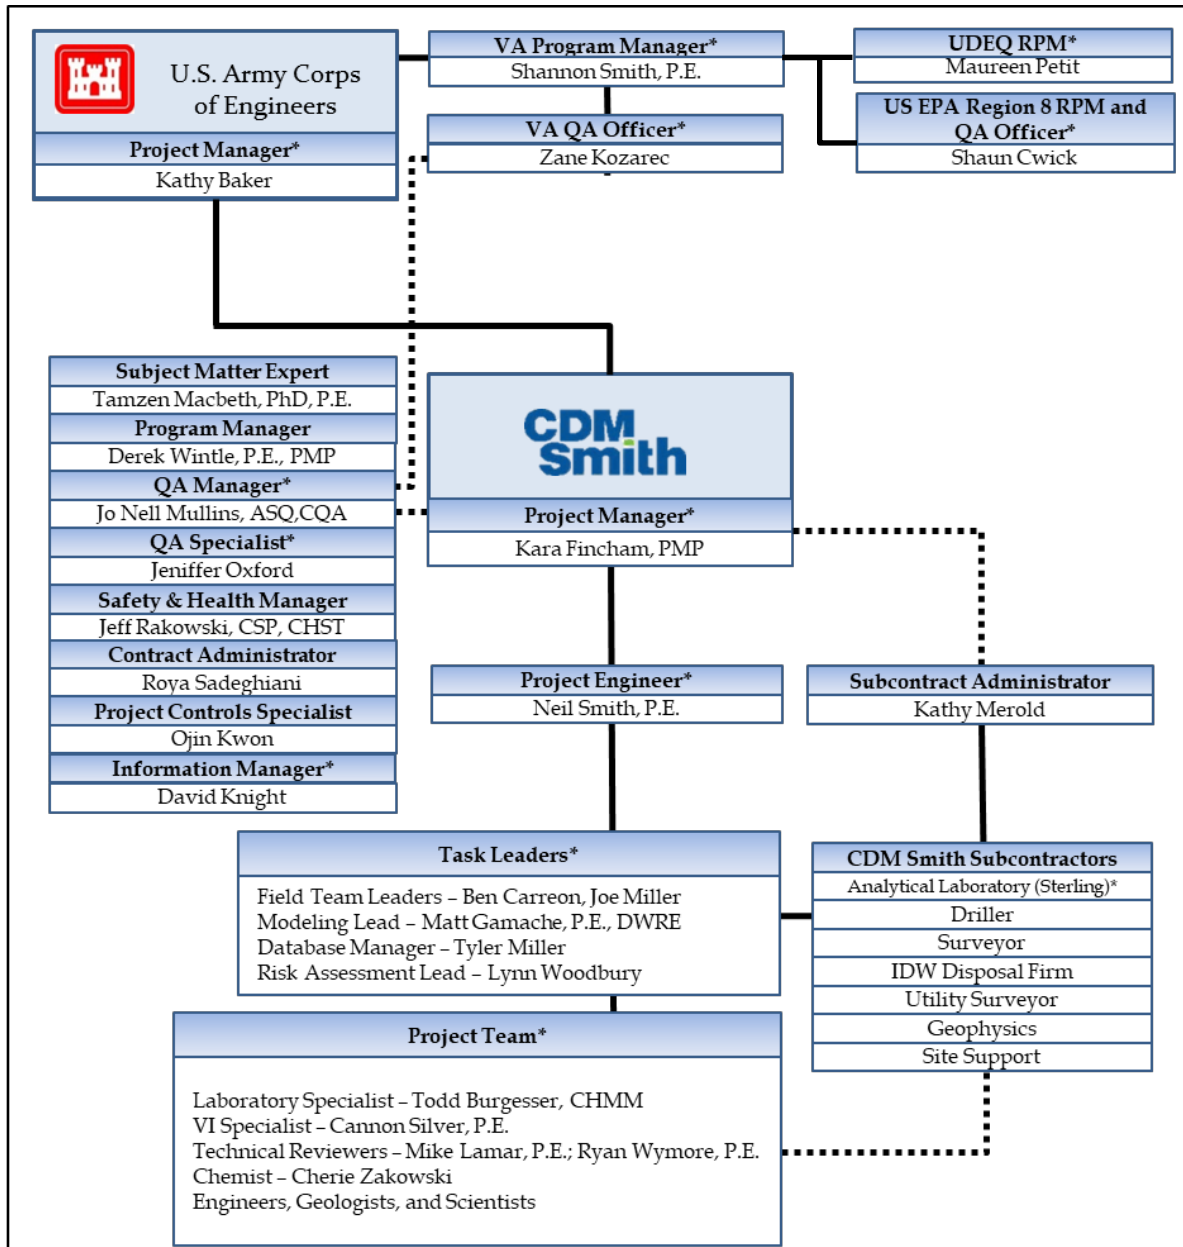 U.S. Army Corps
of Engineers
Project Manager*
Kathy Baker
VA Program Manager*
Shannon Smith, P.E.
VA QA Officer*
Zane Kozarec
UDEQ RPM*
Maureen Petit
US EPA Region 8 RPM and
QA Officer*
Shaun Cwick
Subject Matter Expert
Tamzen Macbeth, PhD, P.E.
Program Manager
Derek Wintle, P.E., PMP
QA Manager*
Jo Nell Mullins, ASQ,CQA
QA Specialist*
Jeniffer Oxford
Safety & Health Manager
Jeff Rakowski, CSP, CHST
Contract Administrator
Roya Sadeghiani
Project Controls Specialist
Ojin Kwon
Information Manager*
David Knight
CDM
Smith
Project Manager*
Kara Fincham, PMP
Project Engineer*
Neil Smith, P.E.
Subcontract Administrator
Kathy Merold
Task Leaders*
Field Team Leaders – Ben Carreon, Joe Miller
Modeling Lead – Matt Gamache, P.E., DWRE
Database Manager – Tyler Miller
Risk Assessment Lead – Lynn Woodbury
CDM Smith Subcontractors
Analytical Laboratory (Sterling)*
Driller
Surveyor
IDW Disposal Firm
Utility Surveyor
Geophysics
Site Support
Project Team*
Laboratory Specialist – Todd Burgesser, CHMM
VI Specialist – Cannon Silver, P.E.
Technical Reviewers – Mike Lamar, P.E.; Ryan Wymore, P.E.
Chemist – Cherie Zakowski
Engineers, Geologists, and Scientists